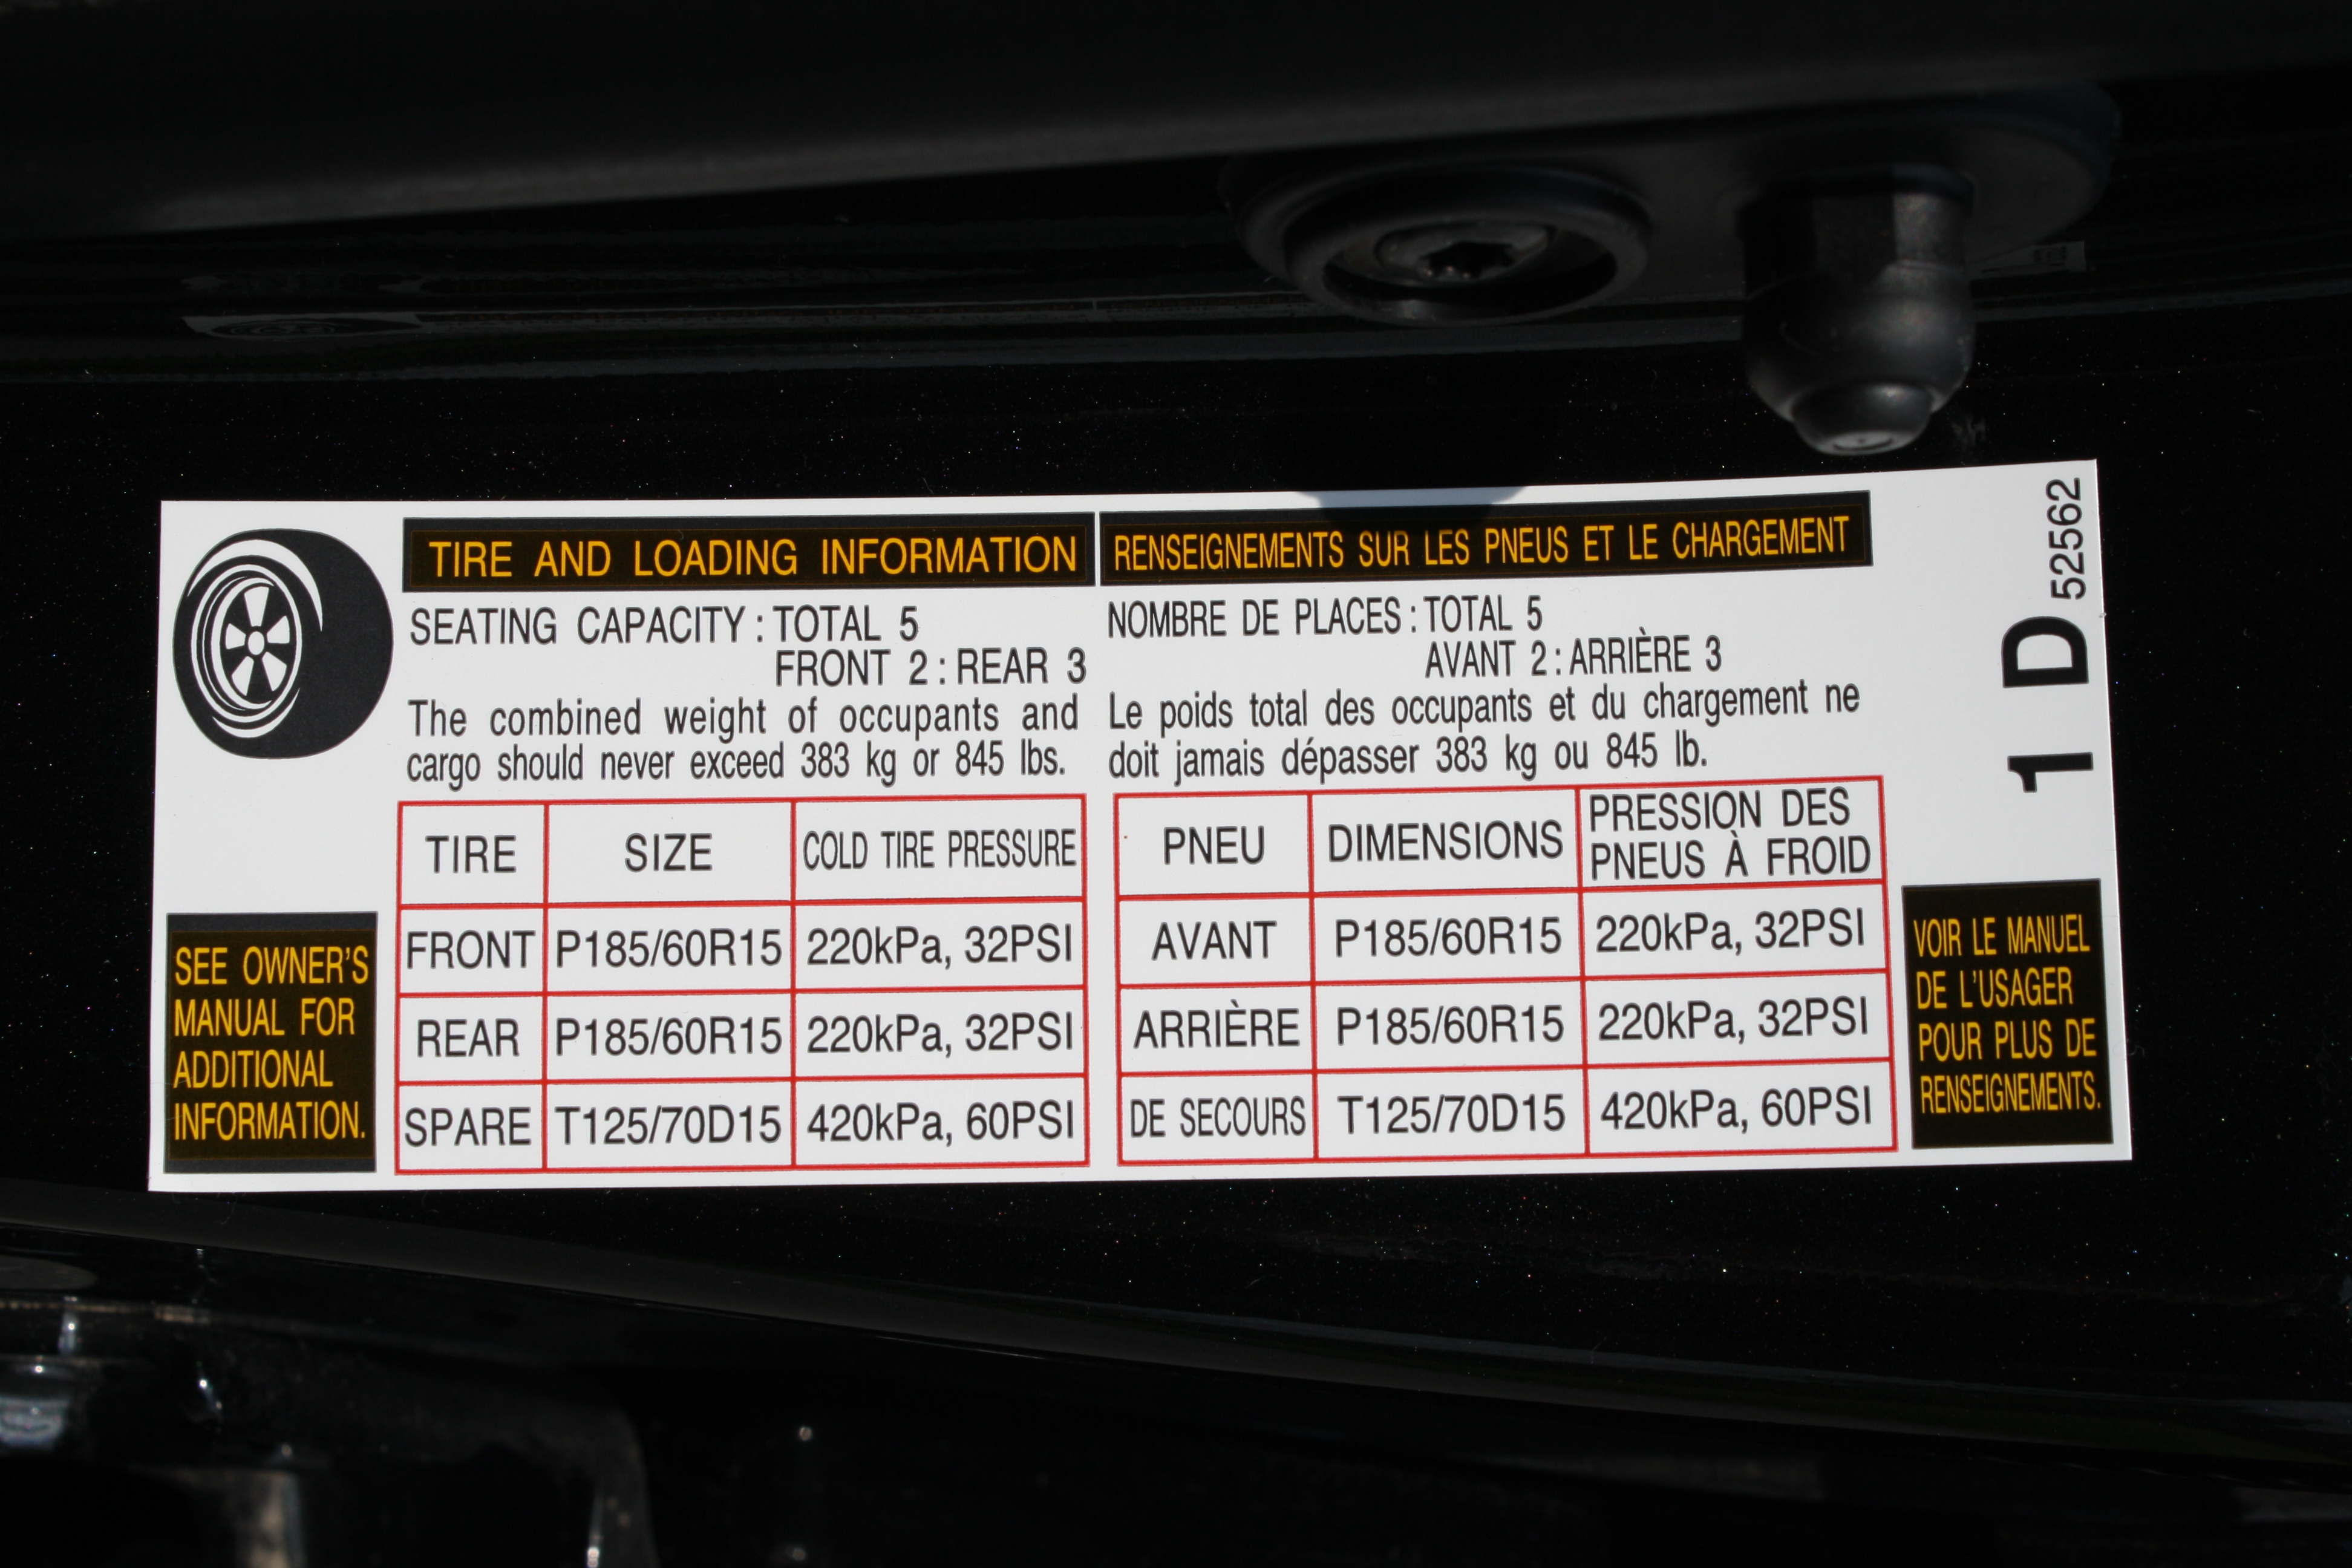 TIRE AND LOADING INFORMATION
SEATING CAPACITY : TOTAL 5
FRONT 2 : REAR 3
The combined weight of occupants and
cargo should never exceed 383 kg or 845 lbs.
TIRE SIZE COLD TIRE PRESSURE
FRONT P185/60R15 220kPa, 32PSI
REAR P185/60R15 220kPa, 32PSI
SPARE T125/70D15 420kPa, 60PSI
SEE OWNER'S
MANUAL FOR
ADDITIONAL
INFORMATION.
RENSEIGNEMENTS SUR LES PNEUS ET LE CHARGEMENT
NOMBRE DE PLACES : TOTAL 5
AVANT 2 : ARRIÈRE 3
Le poids total des occupants et du chargement ne
doit jamais dépasser 383 kg ou 845 lb.
PNEU DIMENSIONS PRESSION DES
PNEUS À FROID
AVANT P185/60R15 220kPa, 32PSI
ARRIÈRE P185/60R15 220kPa, 32PSI
DE SECOURS T125/70D15 420kPa, 60PSI
VOIR LE MANUEL
DE L'USAGER
POUR PLUS DE
RENSEIGNEMENTS.
1 D 52562